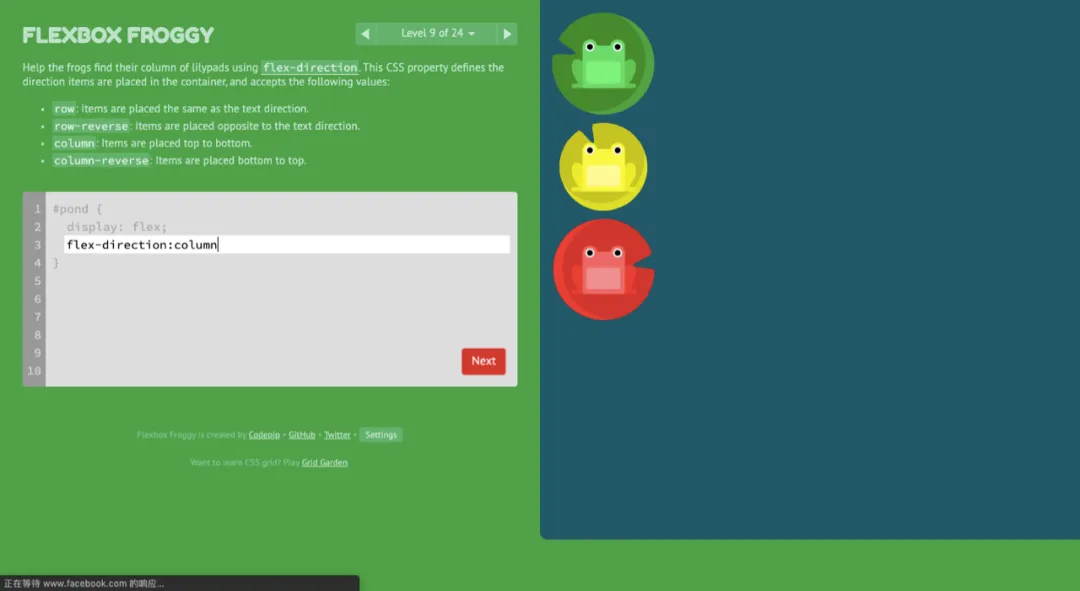 FLEXBOX FROGGY
Level 9 of 24
Help the frogs find their column of lilypads using flex-direction. This CSS property defines the
direction items are placed in the container, and accepts the following values:
• row: Items are placed the same as the text direction.
• row-reverse: Items are placed opposite to the text direction.
• column: Items are placed top to bottom.
• column-reverse: Items are placed bottom to top.
1 #pond {
2 display: flex;
3 flex-direction:column
4 }
5
6
7
8
9
10
Next
Flexbox Froggy is created by Codepip • GitHub • Twitter • Settings
Want to learn CSS grid? Play Grid Garden
正在等待 www.facebook.com 的响应...